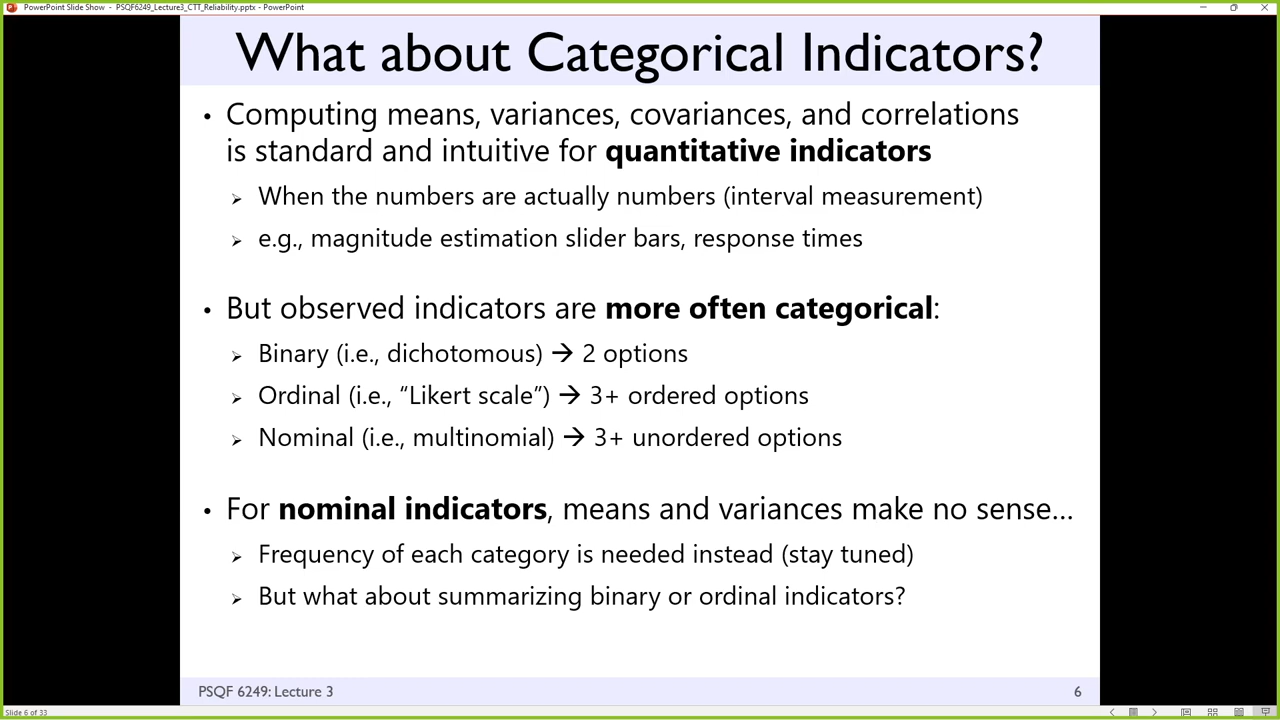 PowerPoint Slide Show - PSQF6249_Lecture3_CTT_Reliability.pptx - PowerPoint
What about Categorical Indicators?
• Computing means, variances, covariances, and correlations
is standard and intuitive for quantitative indicators
➢ When the numbers are actually numbers (interval measurement)
➢ e.g., magnitude estimation slider bars, response times
• But observed indicators are more often categorical:
➢ Binary (i.e., dichotomous) → 2 options
➢ Ordinal (i.e., “Likert scale”) → 3+ ordered options
➢ Nominal (i.e., multinomial) → 3+ unordered options
• For nominal indicators, means and variances make no sense…
➢ Frequency of each category is needed instead (stay tuned)
➢ But what about summarizing binary or ordinal indicators?
PSQF 6249: Lecture 3 6
Slide 6 of 33